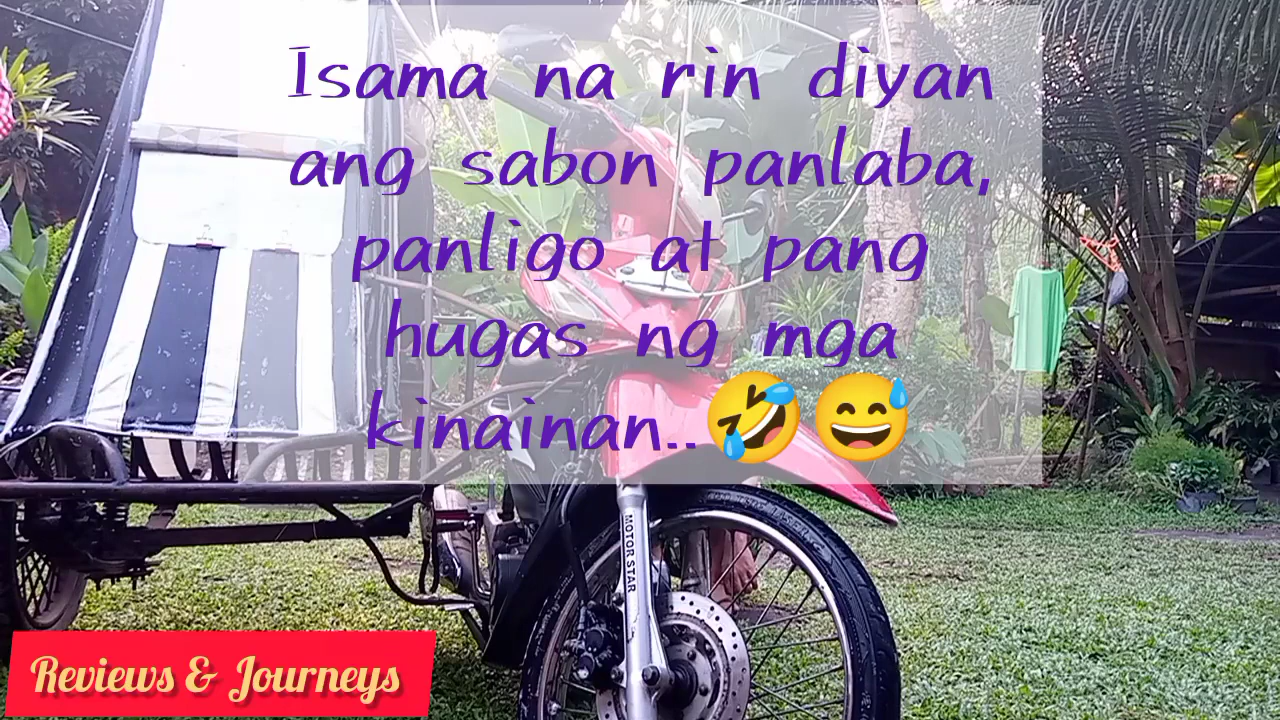 Isama na rin diyan
ang sabon panlaba,
panligo at pang
hugas ng mga
kinainan..🤣😅
MOTOR STAR
Reviews & Journeys